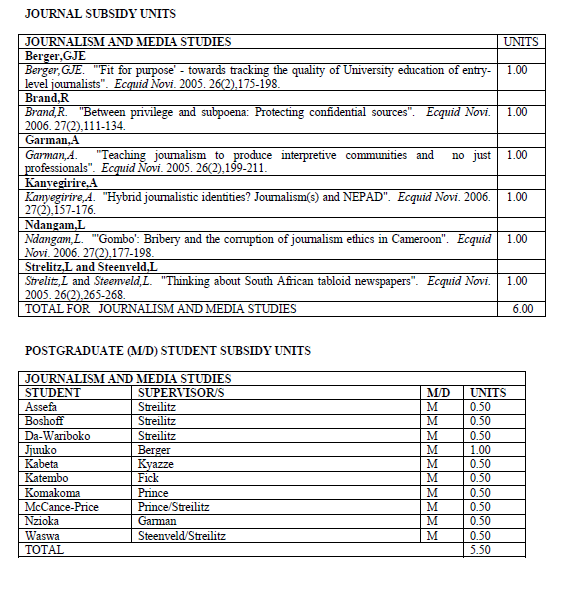 JOURNAL SUBSIDY UNITS
JOURNALISM AND MEDIA STUDIES UNITS
Berger,GJE
Berger,GJE. "'Fit for purpose' - towards tracking the quality of University education of entry- 1.00
level journalists". Ecquid Novi. 2005. 26(2),175-198.
Brand,R
Brand,R. "Between privilege and subpoena: Protecting confidential sources". Ecquid Novi. 1.00
2006. 27(2),111-134.
Garman,A
Garman,A. "Teaching journalism to produce interpretive communities and no just 1.00
professionals". Ecquid Novi. 2005. 26(2),199-211.
Kanyegirire,A
Kanyegirire,A. "Hybrid journalistic identities? Journalism(s) and NEPAD". Ecquid Novi. 2006. 1.00
27(2),157-176.
Ndangam,L
Ndangam,L. "'Gombo': Bribery and the corruption of journalism ethics in Cameroon". Ecquid 1.00
Novi. 2006. 27(2),177-198.
Strelitz,L and Steenveld,L
Strelitz,L and Steenveld,L. "Thinking about South African tabloid newspapers". Ecquid Novi. 1.00
2005. 26(2),265-268.
TOTAL FOR JOURNALISM AND MEDIA STUDIES 6.00
POSTGRADUATE (M/D) STUDENT SUBSIDY UNITS
JOURNALISM AND MEDIA STUDIES
STUDENT SUPERVISOR/S M/D UNITS
Assefa Streilitz M 0.50
Boshoff Streilitz M 0.50
Da-Wariboko Streilitz M 0.50
Jjuuko Berger M 1.00
Kabeta Kyazze M 0.50
Katembo Fick M 0.50
Komakoma Prince M 0.50
McCance-Price Prince/Streilitz M 0.50
Nzioka Garman M 0.50
Waswa Steenveld/Streilitz M 0.50
TOTAL 5.50